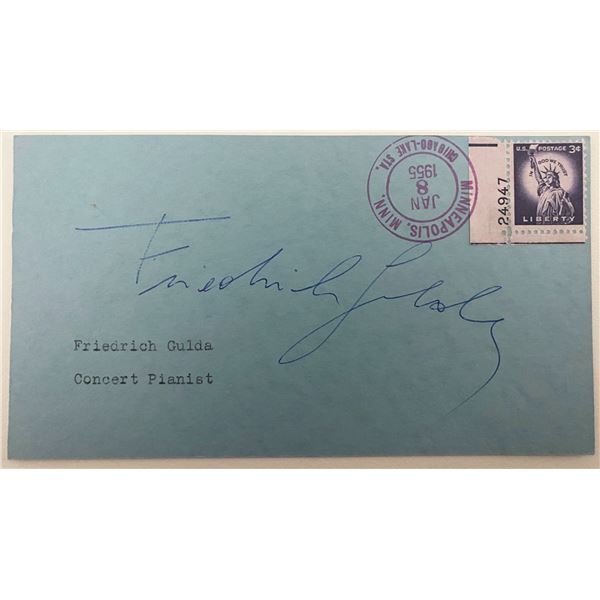 MINNEAPOLIS, MINN.
CHICAGO-LAKE STA.
JAN
8
1955
24947
U.S. POSTAGE 3¢
IN GOD WE TRUST
LIBERTY
Friedrich Gulda
Friedrich Gulda
Concert Pianist